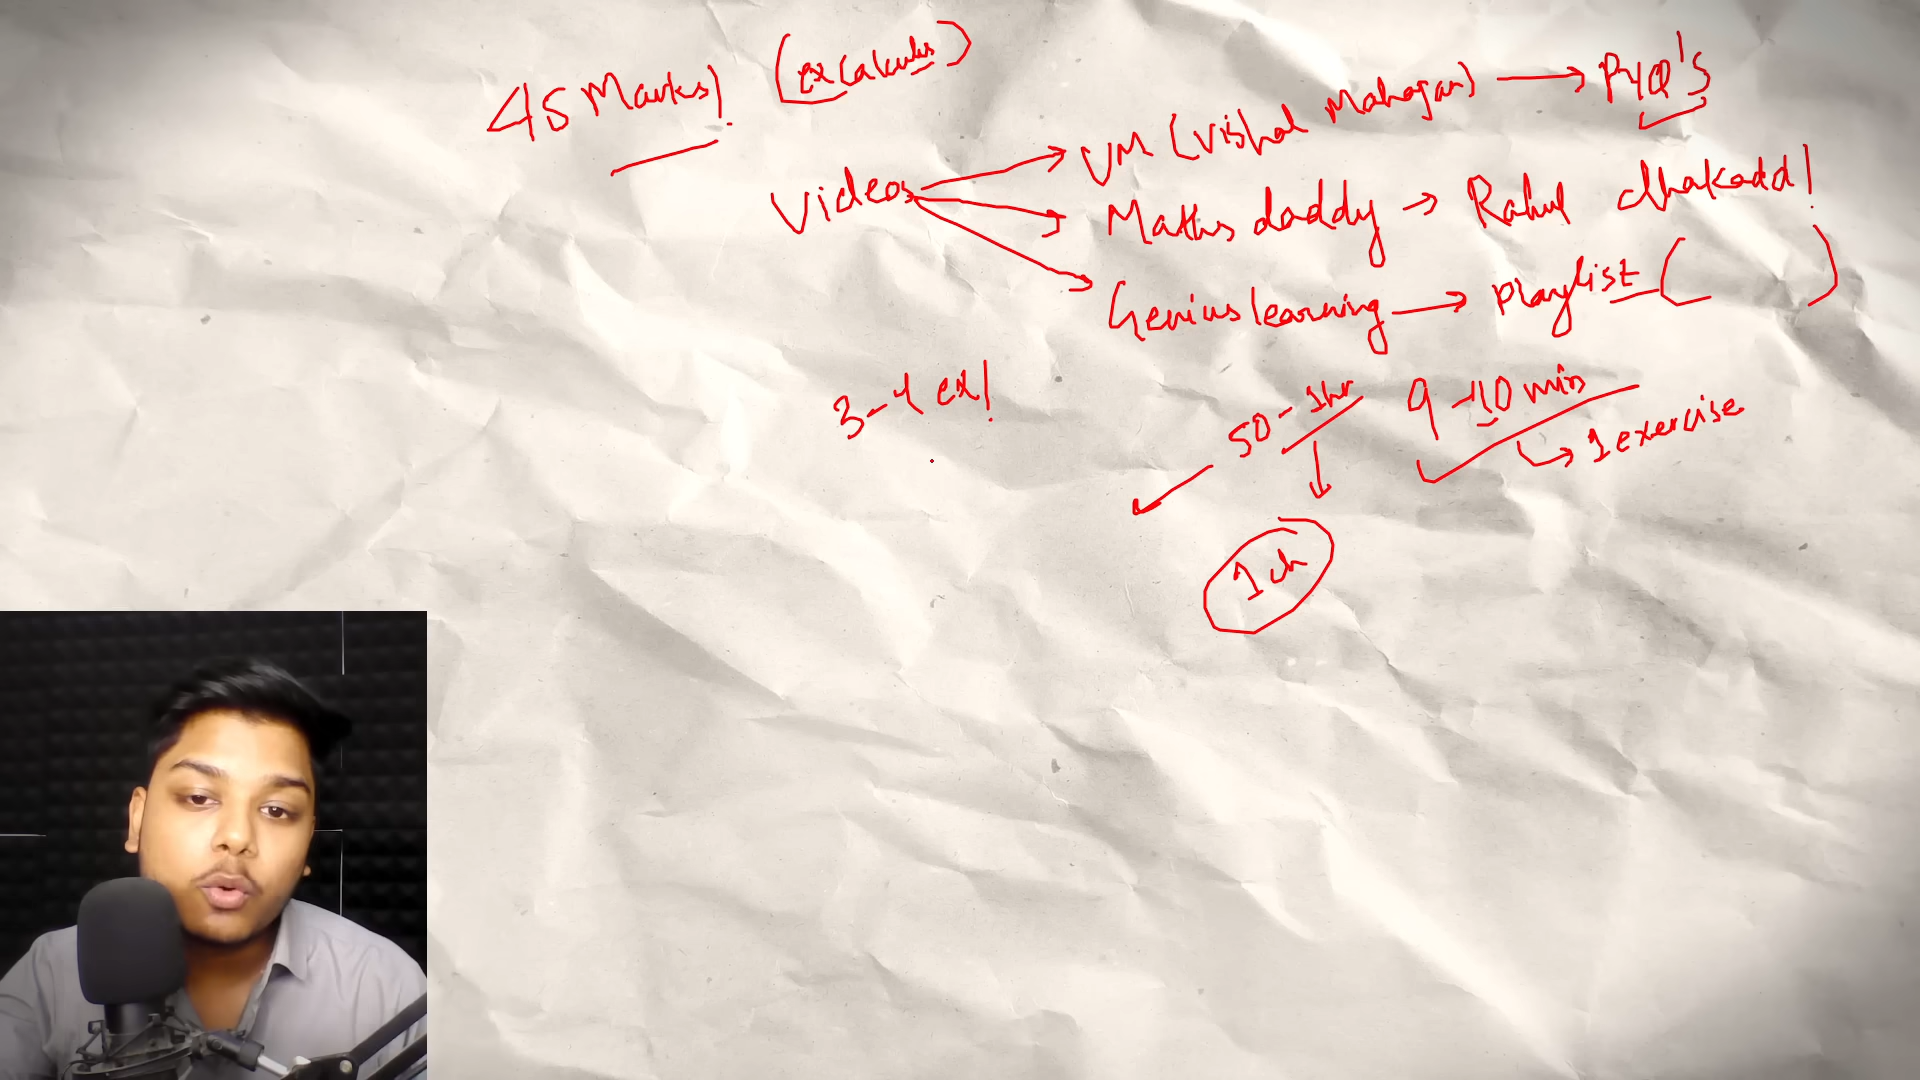 45 Marks! (ex calculus)
Videos
VM (Vishal Mahajan) → PYQ's
Maths daddy → Rahul dhakadd!
Genius learning → Playlist ( )
3-4 ex!
50 - 1hr
9 - 10 min
→ 1 exercise
1 ch